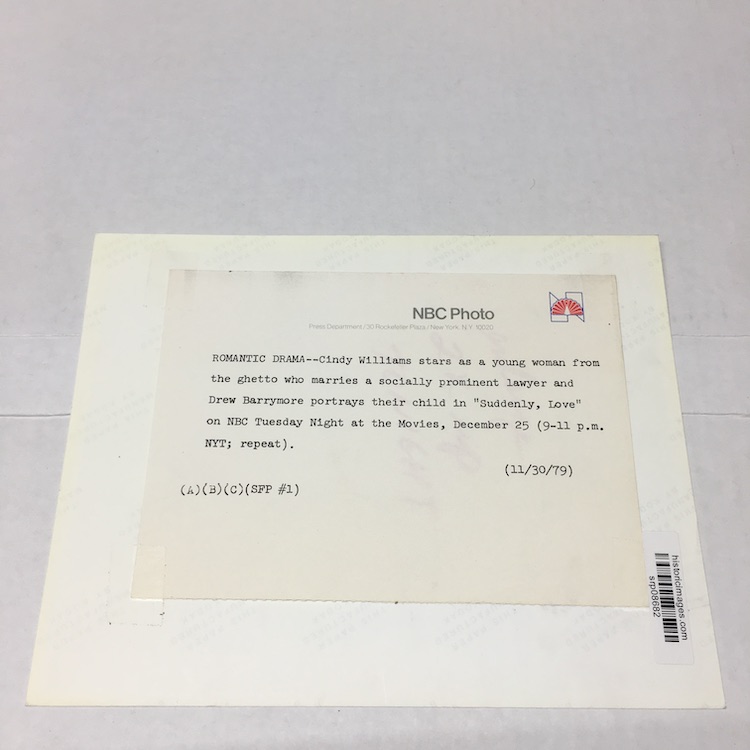 NBC Photo
Press Department/30 Rockefeller Plaza/New York, N.Y. 10020
ROMANTIC DRAMA--Cindy Williams stars as a young woman from
the ghetto who marries a socially prominent lawyer and
Drew Barrymore portrays their child in "Suddenly, Love"
on NBC Tuesday Night at the Movies, December 25 (9-11 p.m.
NYT; repeat).
(11/30/79)
(A)(B)(C)(SFP #1)
historicimages.com
srp08682